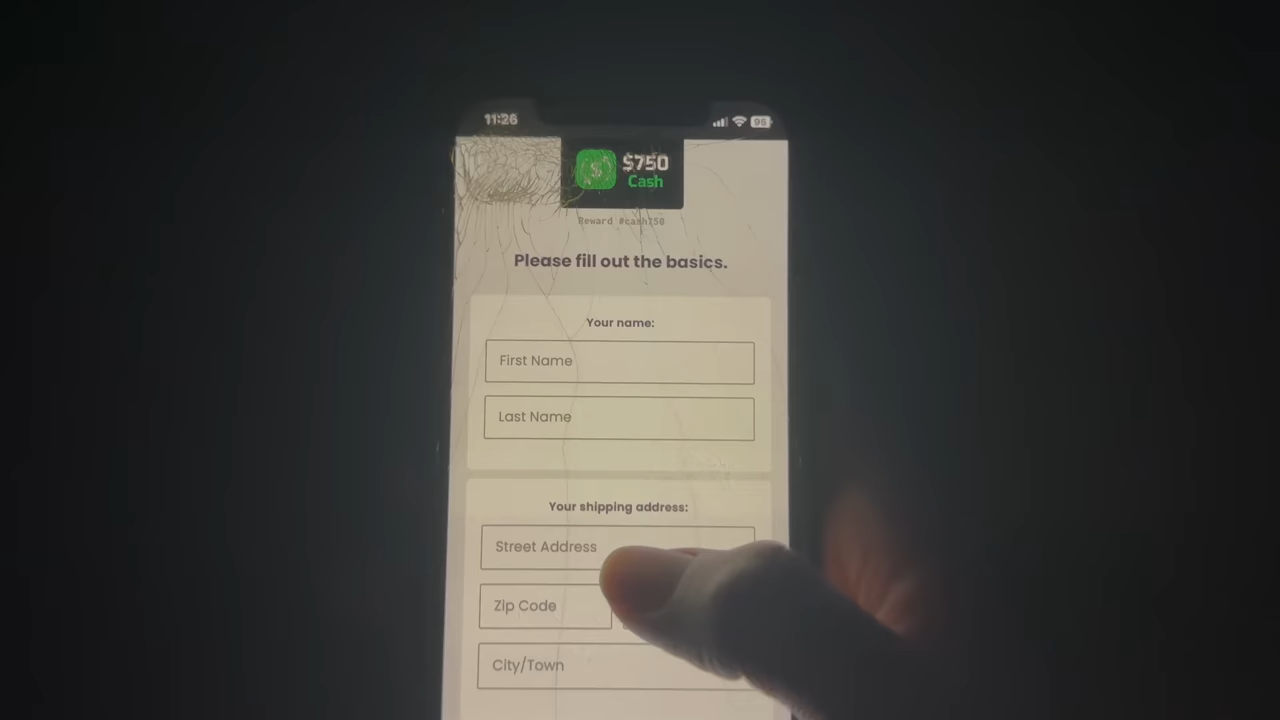 11:26
95
$750
Cash
Reward #cash750
Please fill out the basics.
Your name:
First Name
Last Name
Your shipping address:
Street Address
Zip Code
City/Town